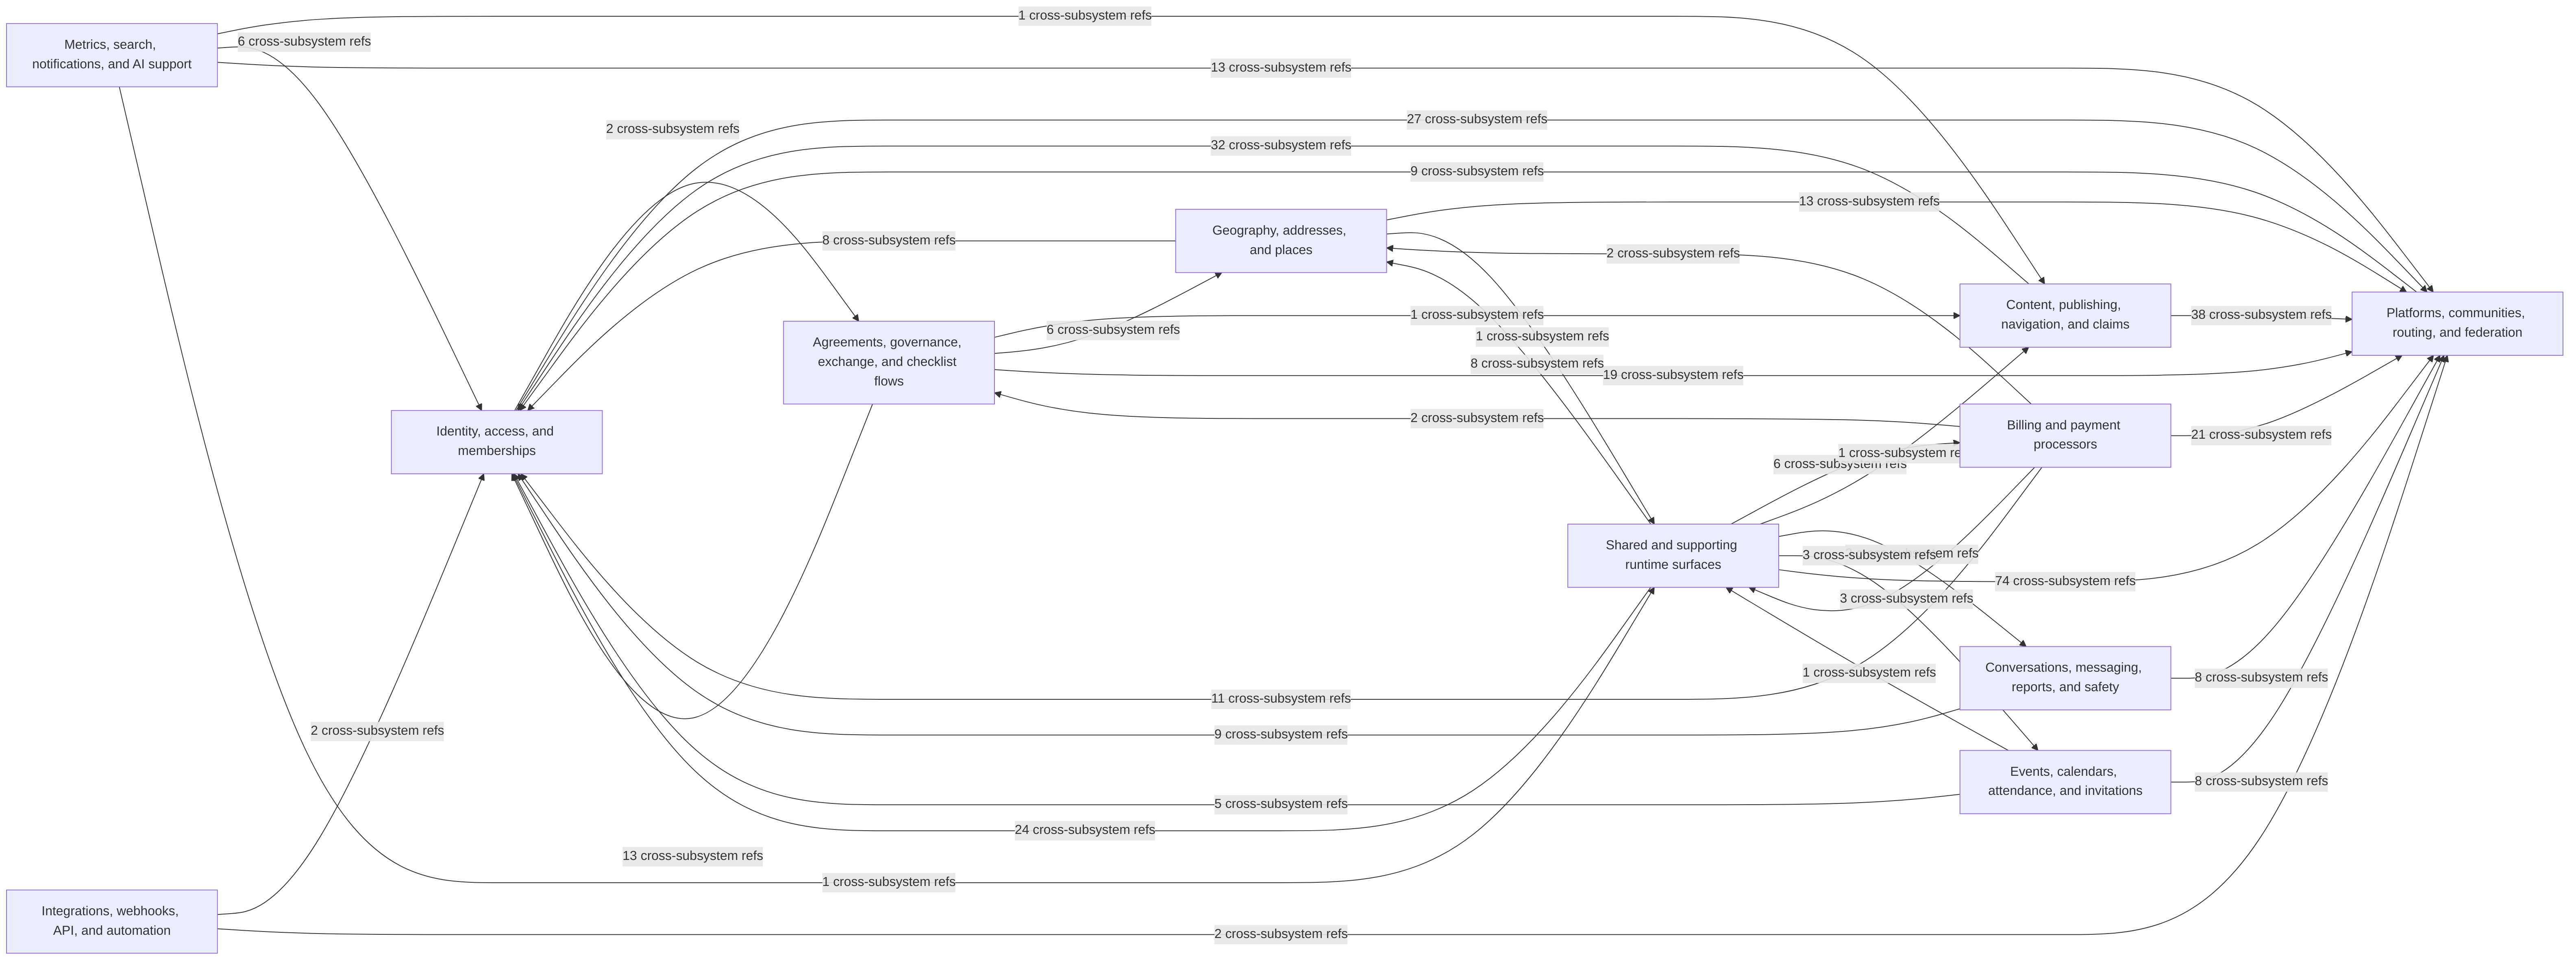 1 cross-subsystem refs
Metrics, search,
notifications, and AI support
6 cross-subsystem refs
13 cross-subsystem refs
27 cross-subsystem refs
2 cross-subsystem refs
32 cross-subsystem refs
9 cross-subsystem refs
13 cross-subsystem refs
Geography, addresses,
and places
8 cross-subsystem refs
2 cross-subsystem refs
Content, publishing,
navigation, and claims
38 cross-subsystem refs
Platforms, communities,
routing, and federation
1 cross-subsystem refs
6 cross-subsystem refs
1 cross-subsystem refs
Agreements, governance,
exchange, and checklist
flows
8 cross-subsystem refs
19 cross-subsystem refs
2 cross-subsystem refs
Identity, access, and
memberships
Billing and payment
processors
21 cross-subsystem refs
1 cross-subsystem
6 cross-subsystem refs
Shared and supporting
runtime surfaces
3 cross-subsystem refs
refs
74 cross-subsystem refs
3 cross-subsystem refs
Conversations, messaging,
reports, and safety
1 cross-subsystem refs
8 cross-subsystem refs
11 cross-subsystem refs
2 cross-subsystem refs
9 cross-subsystem refs
Events, calendars,
attendance, and invitations
8 cross-subsystem refs
5 cross-subsystem refs
24 cross-subsystem refs
13 cross-subsystem refs
1 cross-subsystem refs
Integrations, webhooks,
API, and automation
2 cross-subsystem refs